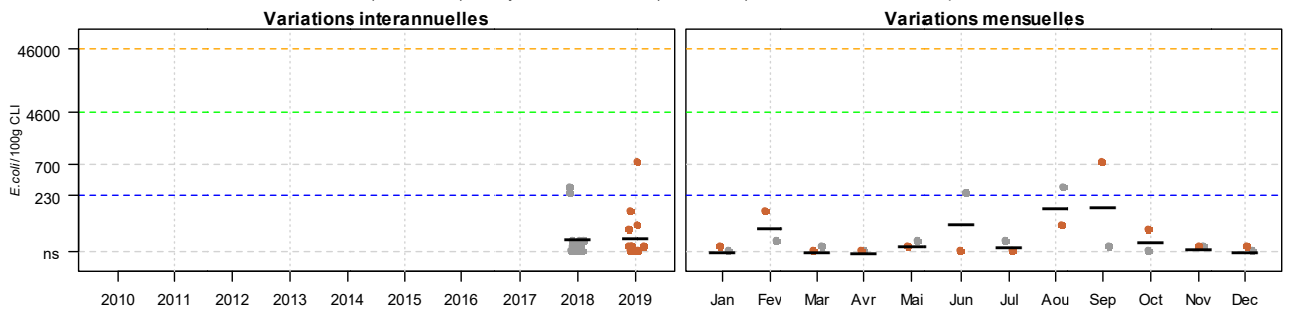 Variations interannuelles
Variations mensuelles
E.coli/100g CLI
46000
4600
700
230
ns
2010 2011 2012 2013 2014 2015 2016 2017 2018 2019
Jan Fev Mar Avr Mai Jun Jul Aou Sep Oct Nov Dec